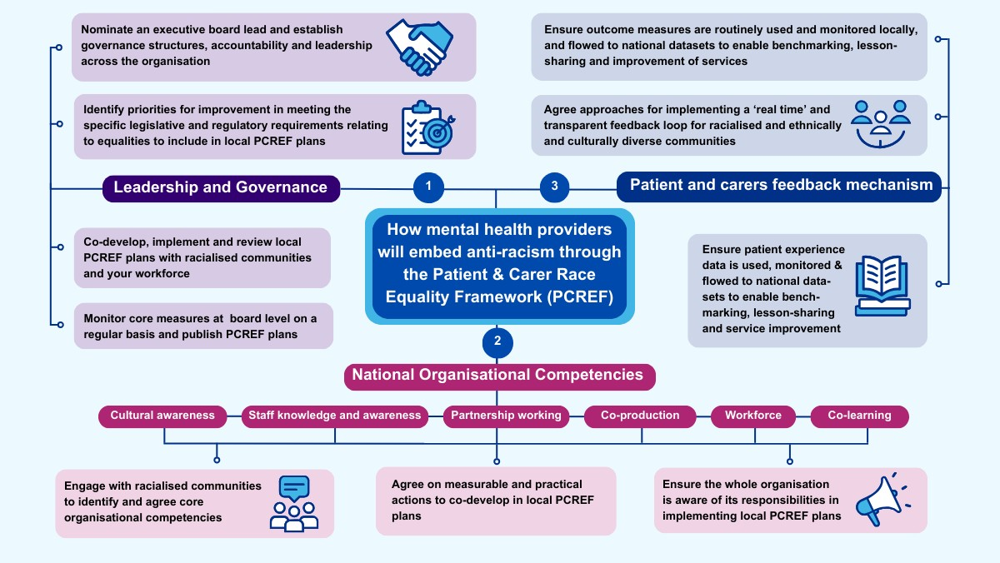 Nominate an executive board lead and establish
governance structures, accountability and leadership
across the organisation
Identify priorities for improvement in meeting the
specific legislative and regulatory requirements relating
to equalities to include in local PCREF plans
Leadership and Governance
1
Co-develop, implement and review local
PCREF plans with racialised communities
and your workforce
Monitor core measures at  board level on a
regular basis and publish PCREF plans
Ensure outcome measures are routinely used and monitored locally,
and flowed to national datasets to enable benchmarking, lesson-
sharing and improvement of services
Agree approaches for implementing a ‘real time’ and
transparent feedback loop for racialised and ethnically
and culturally diverse communities
3
Patient and carers feedback mechanism
Ensure patient experience
data is used, monitored &
flowed to national data-
sets to enable bench-
marking, lesson-sharing
and service improvement
How mental health providers
will embed anti-racism through
the Patient & Carer Race
Equality Framework (PCREF)
2
National Organisational Competencies
Cultural awareness
Staff knowledge and awareness
Partnership working
Co-production
Workforce
Co-learning
Engage with racialised communities
to identify and agree core
organisational competencies
Agree on measurable and practical
actions to co-develop in local PCREF
plans
Ensure the whole organisation
is aware of its responsibilities in
implementing local PCREF plans